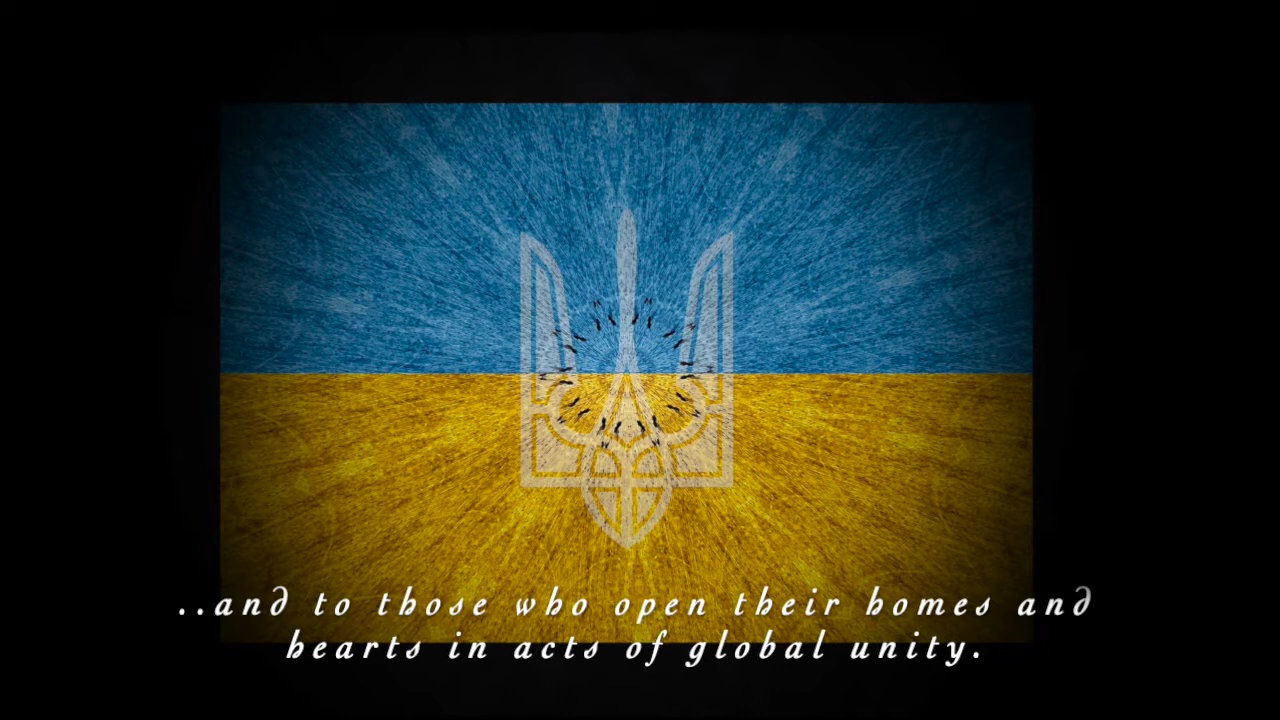 ..and to those who open their homes and
hearts in acts of global unity.